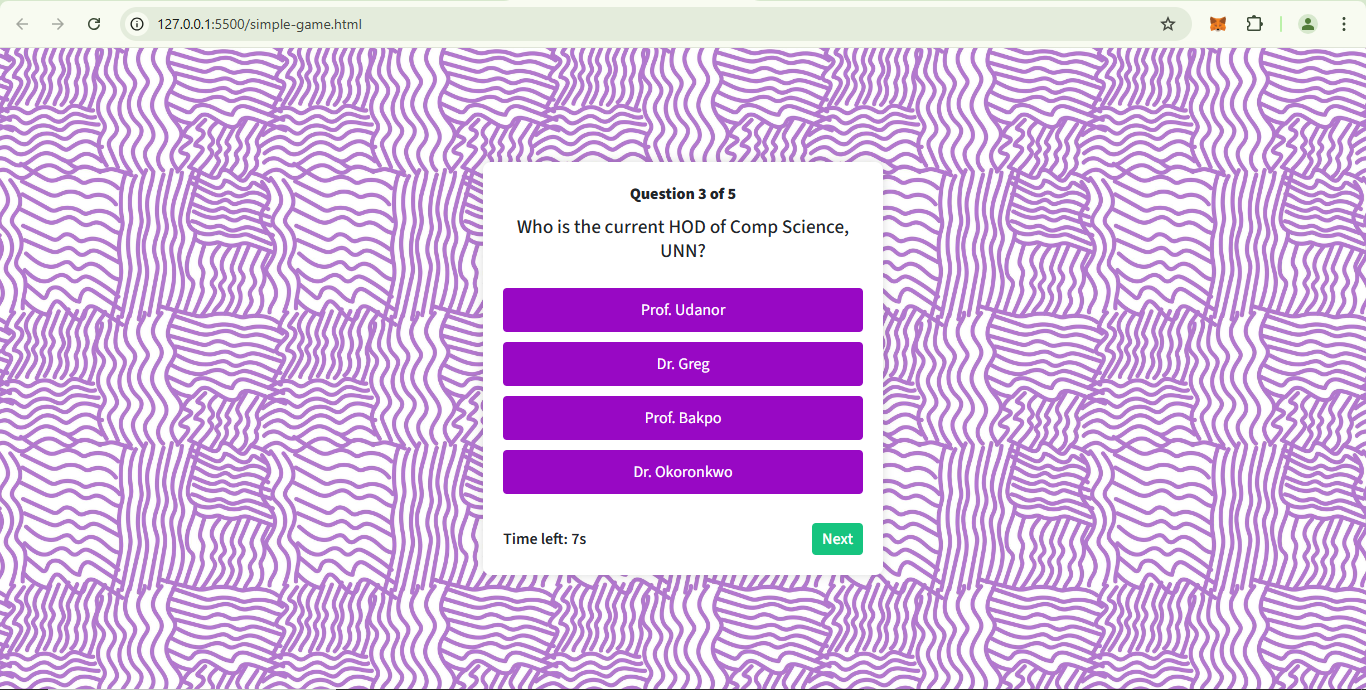 127.0.0.1:5500/simple-game.html
Question 3 of 5
Who is the current HOD of Comp Science,
UNN?
Prof. Udanor
Dr. Greg
Prof. Bakpo
Dr. Okoronkwo
Time left: 7s
Next